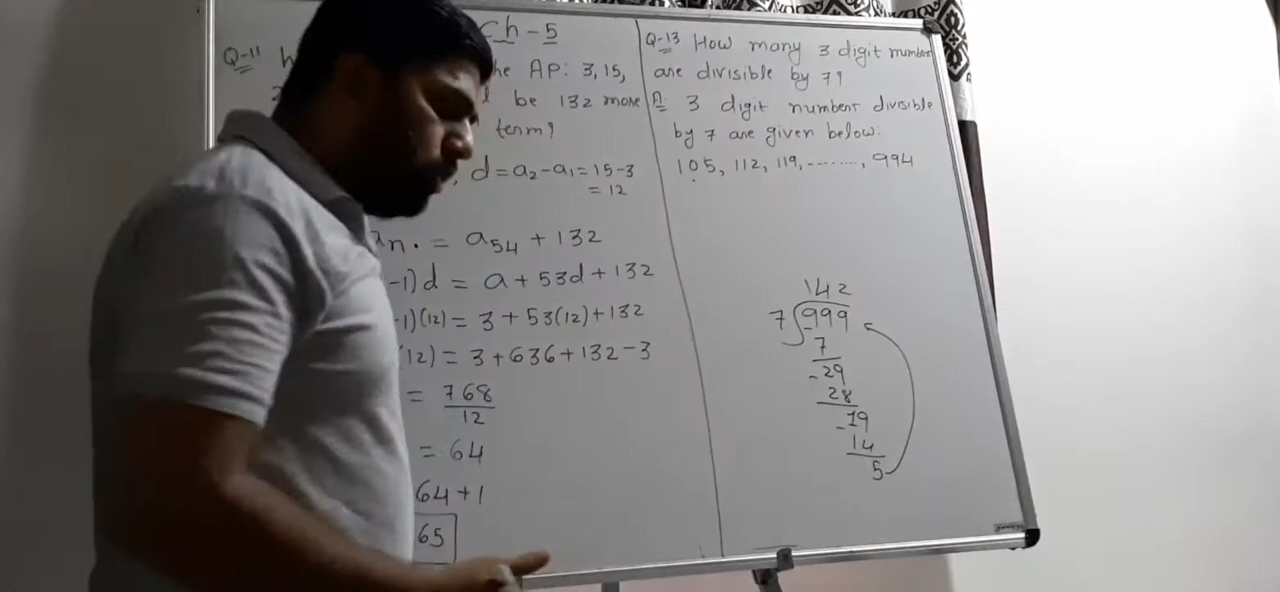 Ch-5
Q-11 h
he AP: 3, 15,
be 132 more
term?
d = a2 - a1 = 15-3
= 12
n. = a54 + 132
-1)d = a + 53d + 132
-1)(12) = 3 + 53(12) + 132
(12) = 3 + 636 + 132 - 3
= 768
12
= 64
64+1
65
Q-13 How many 3 digit number
are divisible by 7?
A: 3 digit numbers divisible
by 7 are given below:
105, 112, 119, ........, 994
142
7 999
- 7
- 29
28
- 19
14
5